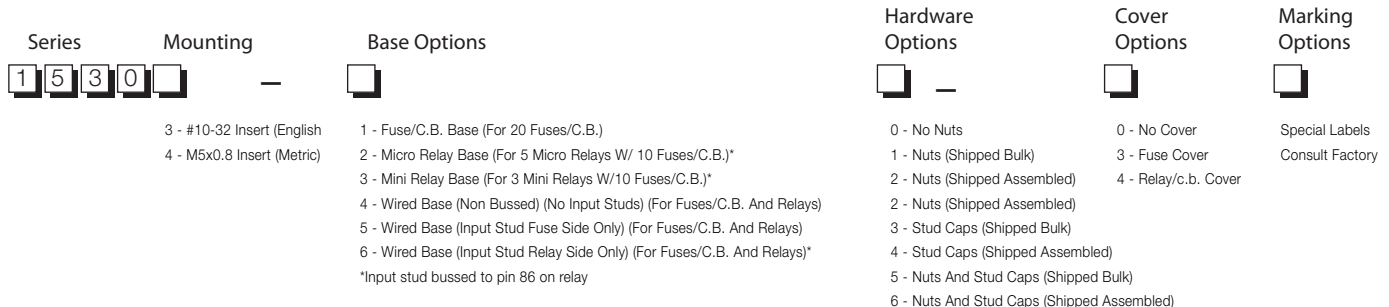 Series
Mounting
Base Options
Hardware
Options
Cover
Options
Marking
Options
1 5 3 0 – –
3 - #10-32 Insert (English
4 - M5x0.8 Insert (Metric)
1 - Fuse/C.B. Base (For 20 Fuses/C.B.)
2 - Micro Relay Base (For 5 Micro Relays W/ 10 Fuses/C.B.)*
3 - Mini Relay Base (For 3 Mini Relays W/10 Fuses/C.B.)*
4 - Wired Base (Non Bussed) (No Input Studs) (For Fuses/C.B. And Relays)
5 - Wired Base (Input Stud Fuse Side Only) (For Fuses/C.B. And Relays)
6 - Wired Base (Input Stud Relay Side Only) (For Fuses/C.B. And Relays)*
*Input stud bussed to pin 86 on relay
0 - No Nuts
1 - Nuts (Shipped Bulk)
2 - Nuts (Shipped Assembled)
2 - Nuts (Shipped Assembled)
3 - Stud Caps (Shipped Bulk)
4 - Stud Caps (Shipped Assembled)
5 - Nuts And Stud Caps (Shipped Bulk)
6 - Nuts And Stud Caps (Shipped Assembled)
0 - No Cover
3 - Fuse Cover
4 - Relay/c.b. Cover
Special Labels
Consult Factory